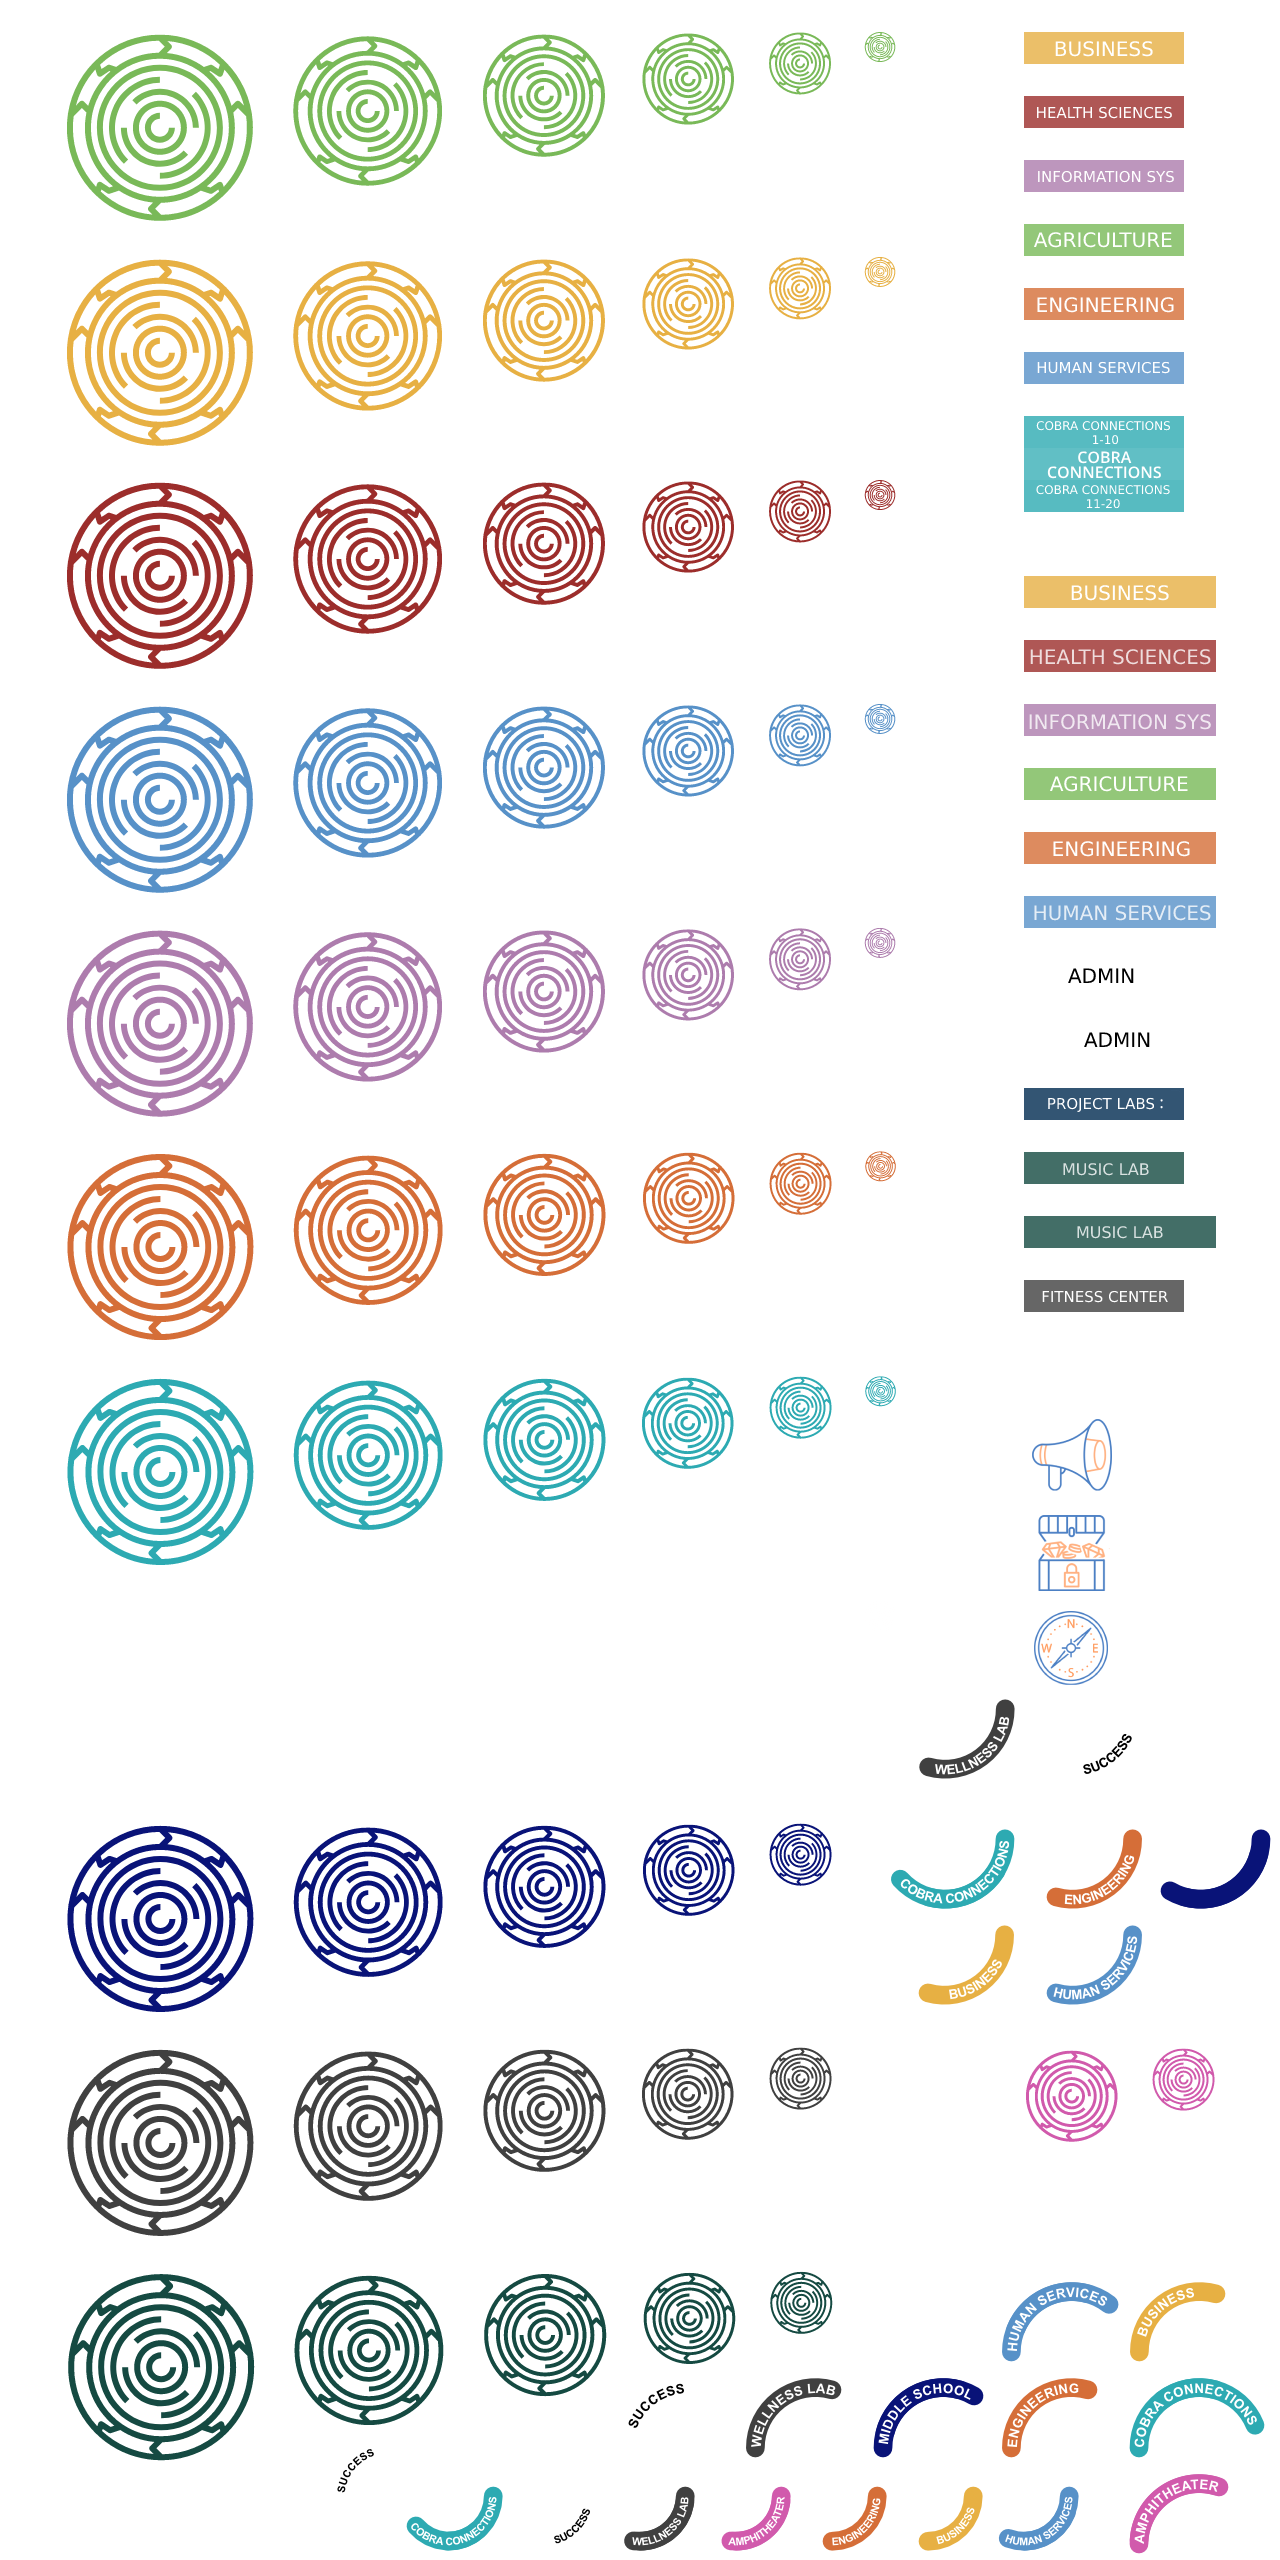 BUSINESS
HEALTH SCIENCES
INFORMATION SYS
AGRICULTURE
ENGINEERING
HUMAN SERVICES
COBRA CONNECTIONS
1-10
COBRA
CONNECTIONS
COBRA CONNECTIONS
11-20
BUSINESS
HEALTH SCIENCES
INFORMATION SYS
AGRICULTURE
ENGINEERING
HUMAN SERVICES
ADMIN
ADMIN
PROJECT LABS :
MUSIC LAB
MUSIC LAB
FITNESS CENTER
N
W
E
S
WELLNESS LAB
SUCCESS
COBRA CONNECTIONS
ENGINEERING
BUSINESS
HUMAN SERVICES
HUMAN SERVICES
BUSINESS
SUCCESS
WELLNESS LAB
MIDDLE SCHOOL
ENGINEERING
COBRA CONNECTIONS
SUCCESS
COBRA CONNECTIONS
SUCCESS
WELLNESS LAB
AMPHITHEATER
ENGINEERING
BUSINESS
HUMAN SERVICES
AMPHITHEATER